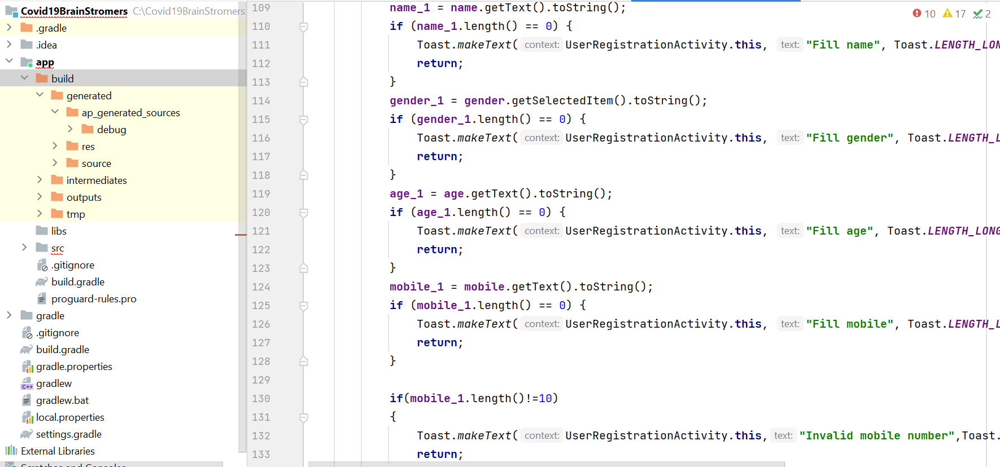 Covid19BrainStromers C:\Covid19BrainStromers
.gradle
.idea
app
build
generated
ap_generated_sources
debug
res
source
intermediates
outputs
tmp
libs
src
.gitignore
build.gradle
proguard-rules.pro
gradle
.gitignore
build.gradle
gradle.properties
C++ gradlew
gradlew.bat
local.properties
settings.gradle
External Libraries
Scratches and Consoles
10 17 2
109 name_1 = name.getText().toString();
110 if (name_1.length() == 0) {
111 Toast.makeText( context: UserRegistrationActivity.this, text: "Fill name", Toast.LENGTH_LON
112 return;
113 }
114 gender_1 = gender.getSelectedItem().toString();
115 if (gender_1.length() == 0) {
116 Toast.makeText( context: UserRegistrationActivity.this, text: "Fill gender", Toast.LENGTH_L
117 return;
118 }
119 age_1 = age.getText().toString();
120 if (age_1.length() == 0) {
121 Toast.makeText( context: UserRegistrationActivity.this, text: "Fill age", Toast.LENGTH_LONG
122 return;
123 }
124 mobile_1 = mobile.getText().toString();
125 if (mobile_1.length() == 0) {
126 Toast.makeText( context: UserRegistrationActivity.this, text: "Fill mobile", Toast.LENGTH_L
127 return;
128 }
129
130 if(mobile_1.length()!=10)
131 {
132 Toast.makeText( context: UserRegistrationActivity.this, text: "Invalid mobile number",Toast.
133 return;